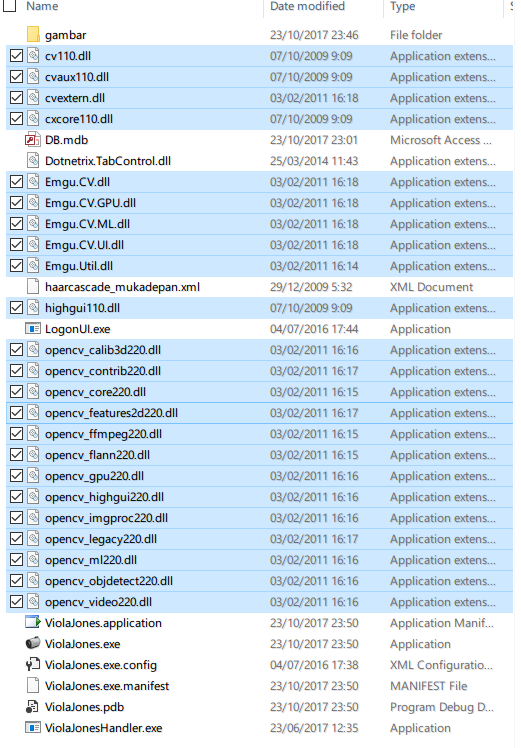 Name Date modified Type
gambar 23/10/2017 23:46 File folder
cv110.dll 07/10/2009 9:09 Application extens...
cvaux110.dll 07/10/2009 9:09 Application extens...
cvextern.dll 03/02/2011 16:18 Application extens...
cxcore110.dll 07/10/2009 9:09 Application extens...
DB.mdb 23/10/2017 23:01 Microsoft Access ...
Dotnetrix.TabControl.dll 25/03/2014 11:43 Application extens...
Emgu.CV.dll 03/02/2011 16:18 Application extens...
Emgu.CV.GPU.dll 03/02/2011 16:18 Application extens...
Emgu.CV.ML.dll 03/02/2011 16:18 Application extens...
Emgu.CV.UI.dll 03/02/2011 16:18 Application extens...
Emgu.Util.dll 03/02/2011 16:14 Application extens...
haarcascade_mukadepan.xml 29/12/2009 5:32 XML Document
highgui110.dll 07/10/2009 9:09 Application extens...
LogonUI.exe 04/07/2016 17:44 Application
opencv_calib3d220.dll 03/02/2011 16:16 Application extens...
opencv_contrib220.dll 03/02/2011 16:17 Application extens...
opencv_core220.dll 03/02/2011 16:15 Application extens...
opencv_features2d220.dll 03/02/2011 16:17 Application extens...
opencv_ffmpeg220.dll 03/02/2011 16:15 Application extens...
opencv_flann220.dll 03/02/2011 16:15 Application extens...
opencv_gpu220.dll 03/02/2011 16:16 Application extens...
opencv_highgui220.dll 03/02/2011 16:16 Application extens...
opencv_imgproc220.dll 03/02/2011 16:16 Application extens...
opencv_legacy220.dll 03/02/2011 16:17 Application extens...
opencv_ml220.dll 03/02/2011 16:16 Application extens...
opencv_objdetect220.dll 03/02/2011 16:16 Application extens...
opencv_video220.dll 03/02/2011 16:16 Application extens...
ViolaJones.application 23/10/2017 23:50 Application Manif...
ViolaJones.exe 23/10/2017 23:50 Application
ViolaJones.exe.config 04/07/2016 17:38 XML Configuratio...
ViolaJones.exe.manifest 23/10/2017 23:50 MANIFEST File
ViolaJones.pdb 23/10/2017 23:50 Program Debug D...
ViolaJonesHandler.exe 23/06/2017 12:35 Application